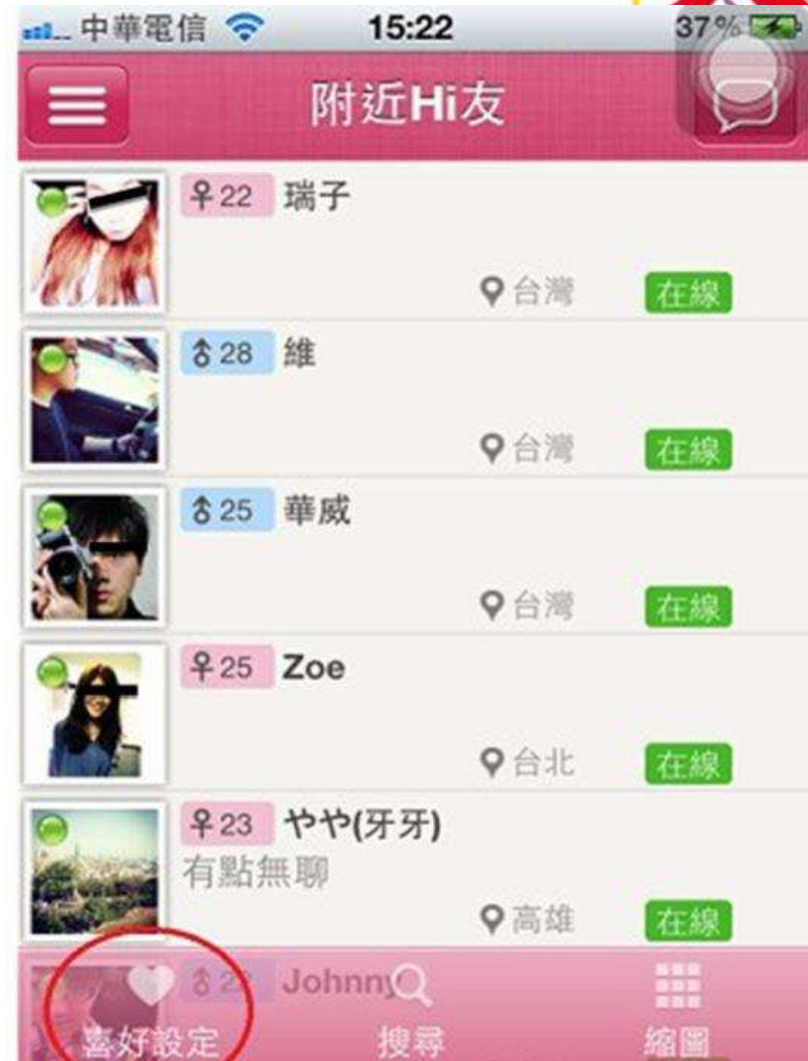 中華電信 15:22 37%
附近Hi友
22 瑞子
台灣 在線
28 維
台灣 在線
25 華威
台灣 在線
25 Zoe
台北 在線
23 やや(牙牙)
有點無聊
高雄 在線
Johnny
喜好設定 搜尋 縮圖